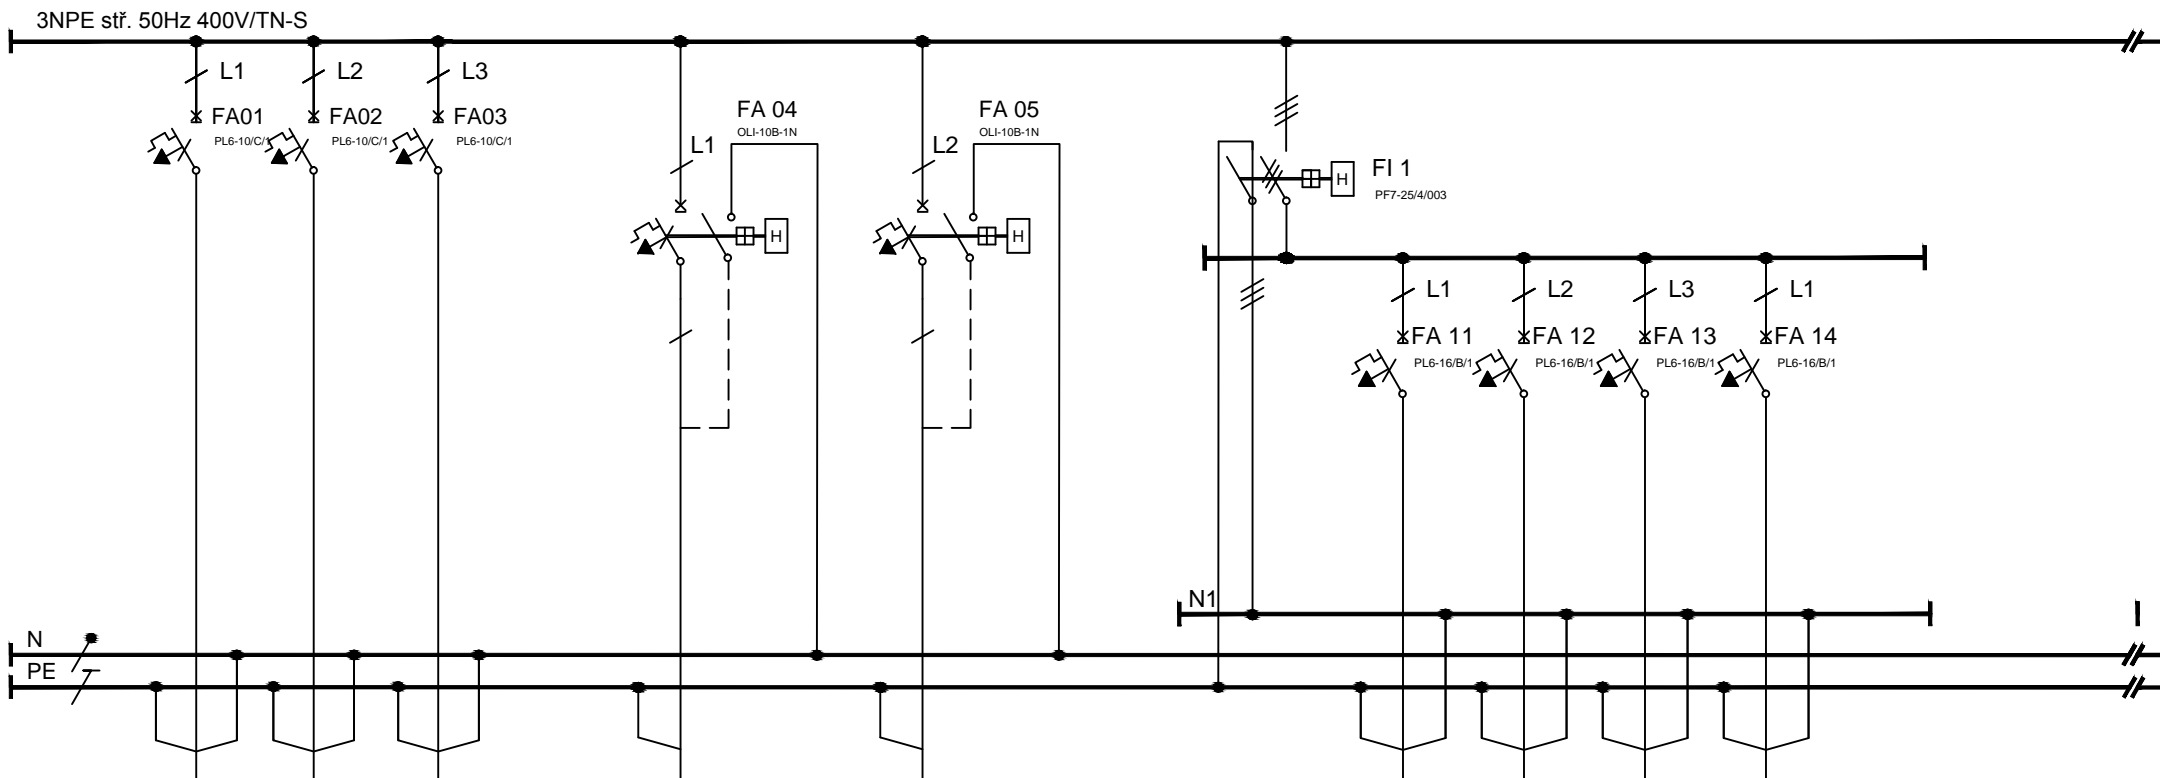 3NPE stř. 50Hz 400V/TN-S
L1
L2
L3
FA01
PL6-10/C/1
FA02
PL6-10/C/1
FA03
PL6-10/C/1
FA 04
OLI-10B-1N
L1
H
FA 05
OLI-10B-1N
L2
H
FI 1
PF7-25/4/003
H
L1
L2
L3
L1
FA 11
PL6-16/B/1
FA 12
PL6-16/B/1
FA 13
PL6-16/B/1
FA 14
PL6-16/B/1
N1
N
PE